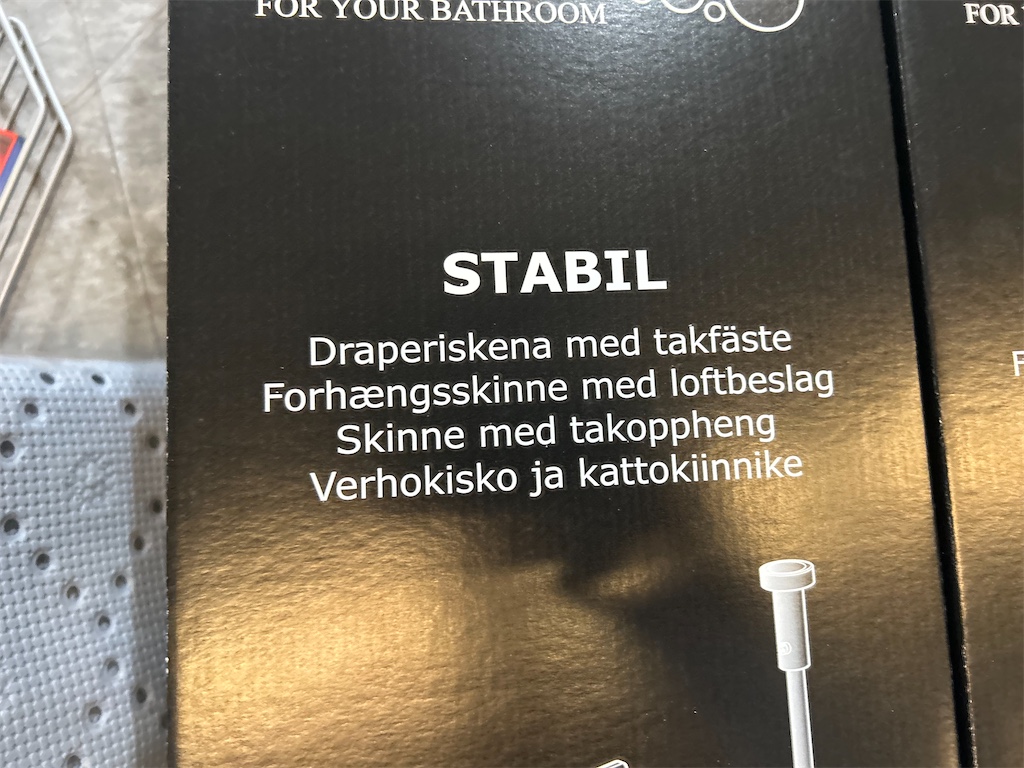 FOR YOUR BATHROOM
FOR
STABIL
Draperiskena med takfäste
Forhængsskinne med loftbeslag
Skinne med takoppheng
Verhokisko ja kattokiinnike